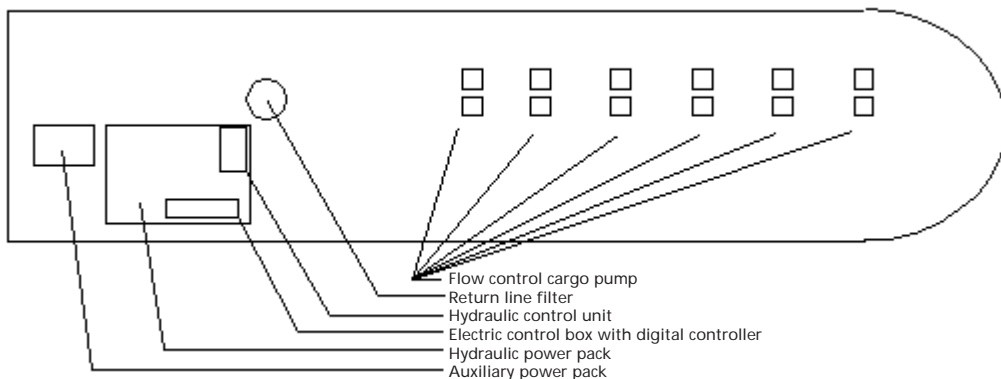 Flow control cargo pump
Return line filter
Hydraulic control unit
Electric control box with digital controller
Hydraulic power pack
Auxiliary power pack